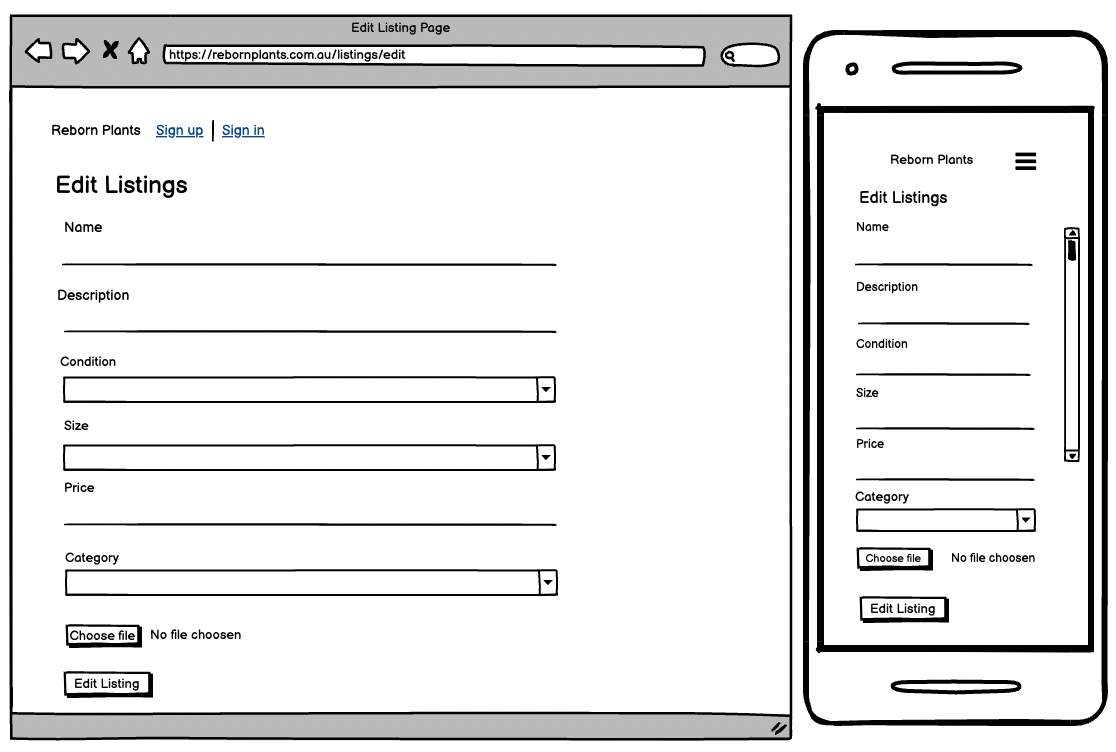 Edit Listing Page
https://rebornplants.com.au/listings/edit
Reborn Plants Sign up Sign in
Edit Listings
Name
Description
Condition
Size
Price
Category
Choose file No file choosen
Edit Listing
Reborn Plants
Edit Listings
Name
Description
Condition
Size
Price
Category
Choose file No file choosen
Edit Listing